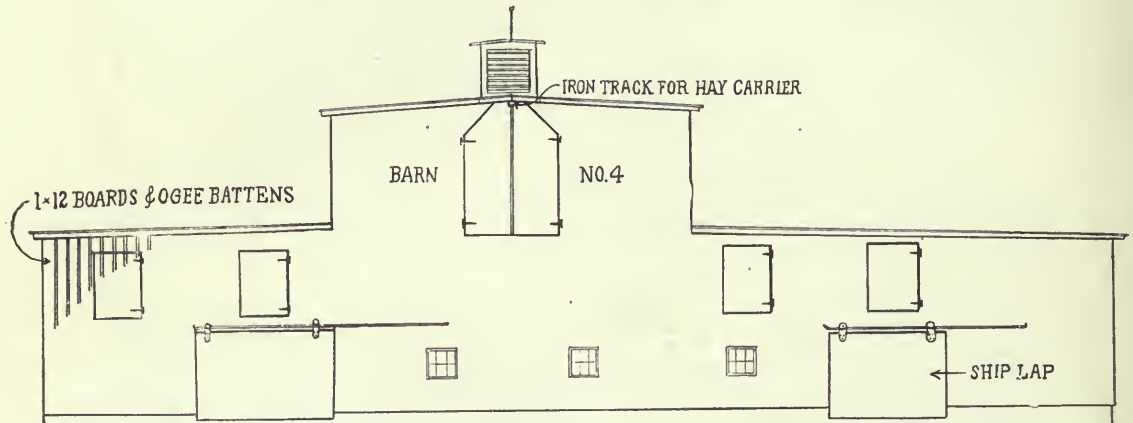 IRON TRACK FOR HAY CARRIER
BARN NO.4
1×12 BOARDS & OGEE BATTENS
SHIP LAP